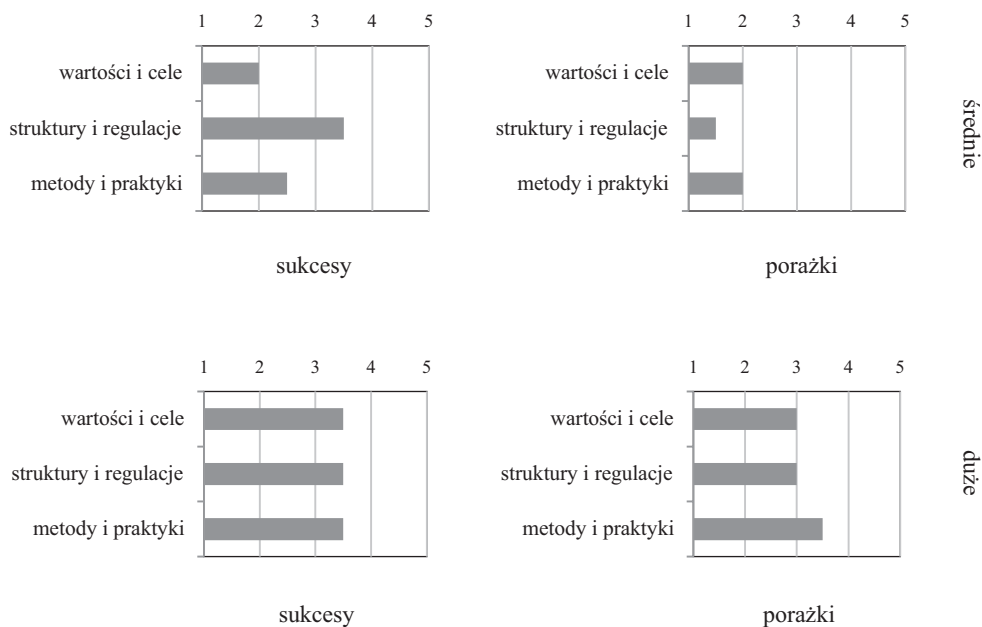 1 2 3 4 5
wartości i cele
struktury i regulacje
metody i praktyki
sukcesy
1 2 3 4 5
wartości i cele
struktury i regulacje
metody i praktyki
porażki
średnie
1 2 3 4 5
wartości i cele
struktury i regulacje
metody i praktyki
sukcesy
1 2 3 4 5
wartości i cele
struktury i regulacje
metody i praktyki
porażki
duże